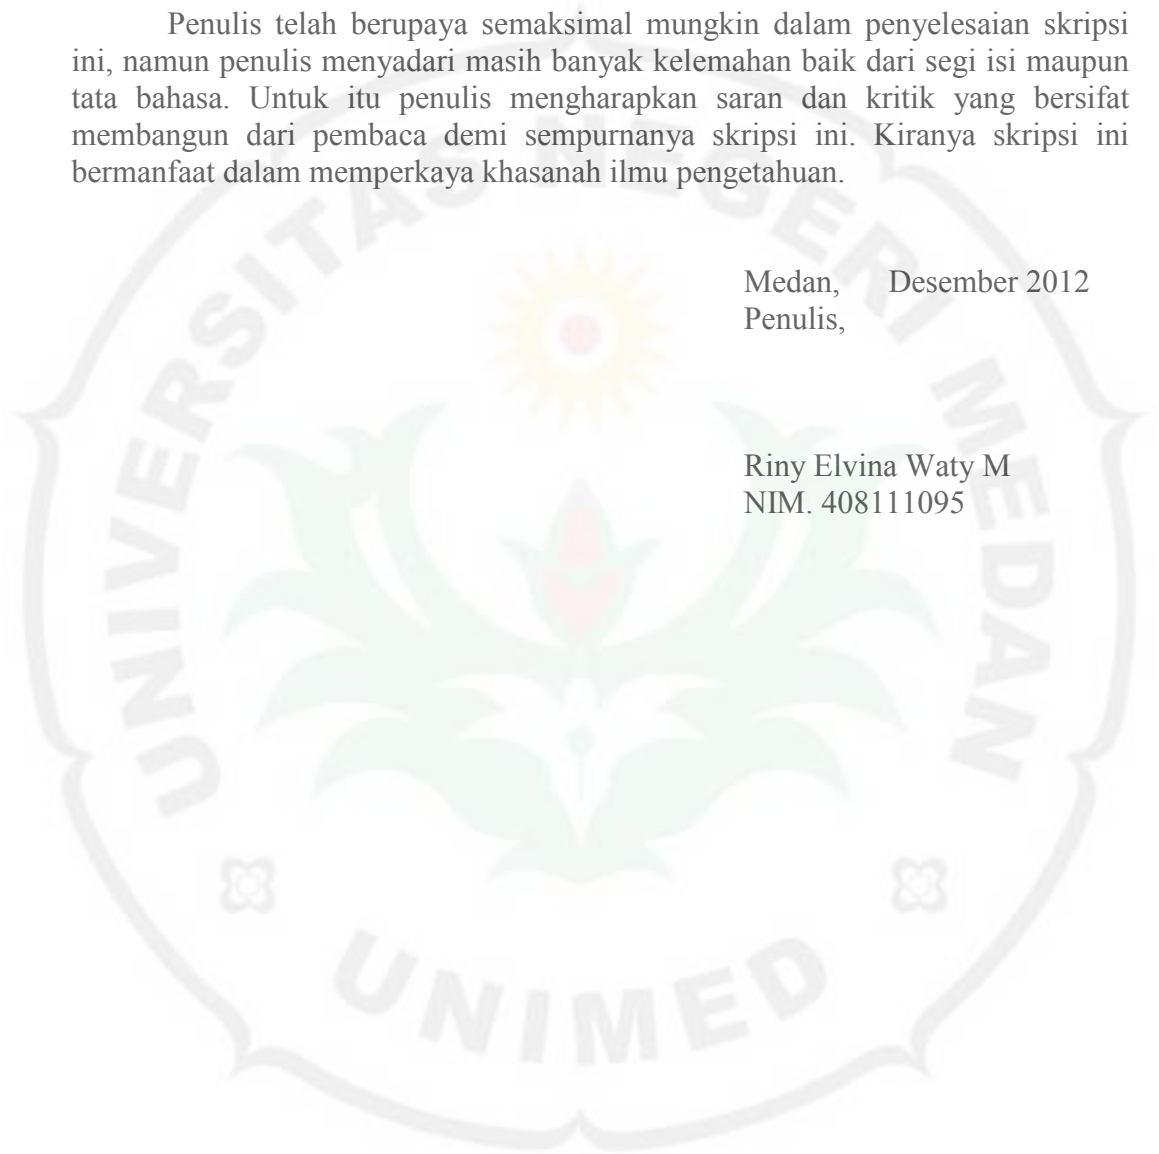 Penulis telah berupaya semaksimal mungkin dalam penyelesaian skripsi
ini, namun penulis menyadari masih banyak kelemahan baik dari segi isi maupun
tata bahasa. Untuk itu penulis mengharapkan saran dan kritik yang bersifat
membangun dari pembaca demi sempurnanya skripsi ini. Kiranya skripsi ini
bermanfaat dalam memperkaya khasanah ilmu pengetahuan.
Medan, Desember 2012
Penulis,
Riny Elvina Waty M
NIM. 408111095
UNIVERSITAS NEGERI MEDAN
UNIMED